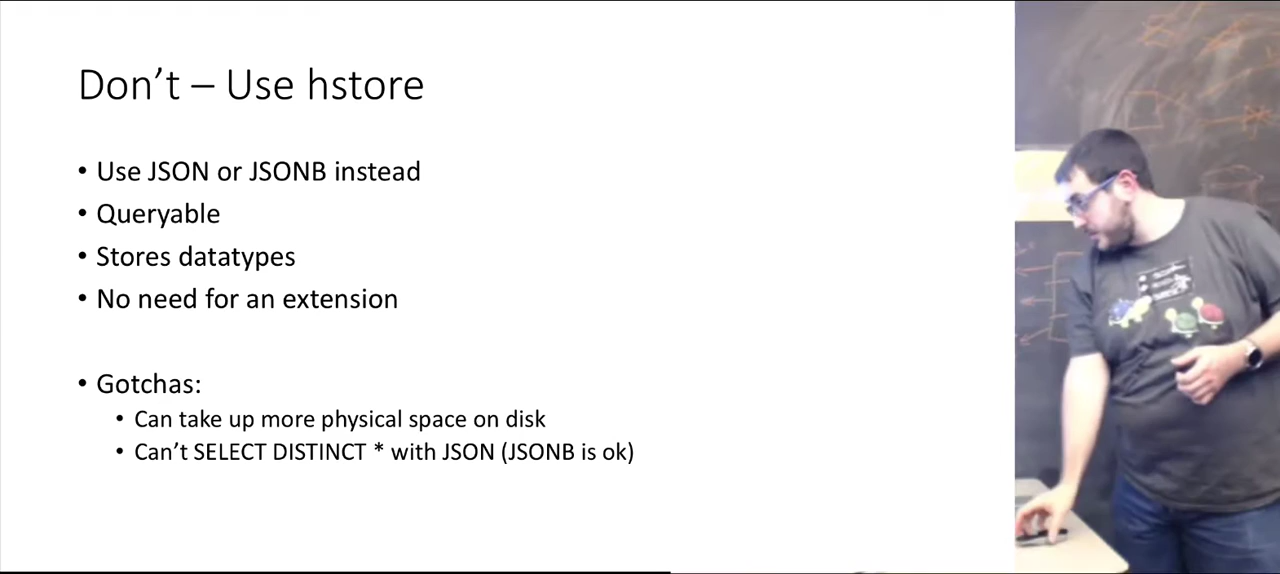 Don’t – Use hstore
• Use JSON or JSONB instead
• Queryable
• Stores datatypes
• No need for an extension
• Gotchas:
• Can take up more physical space on disk
• Can’t SELECT DISTINCT * with JSON (JSONB is ok)